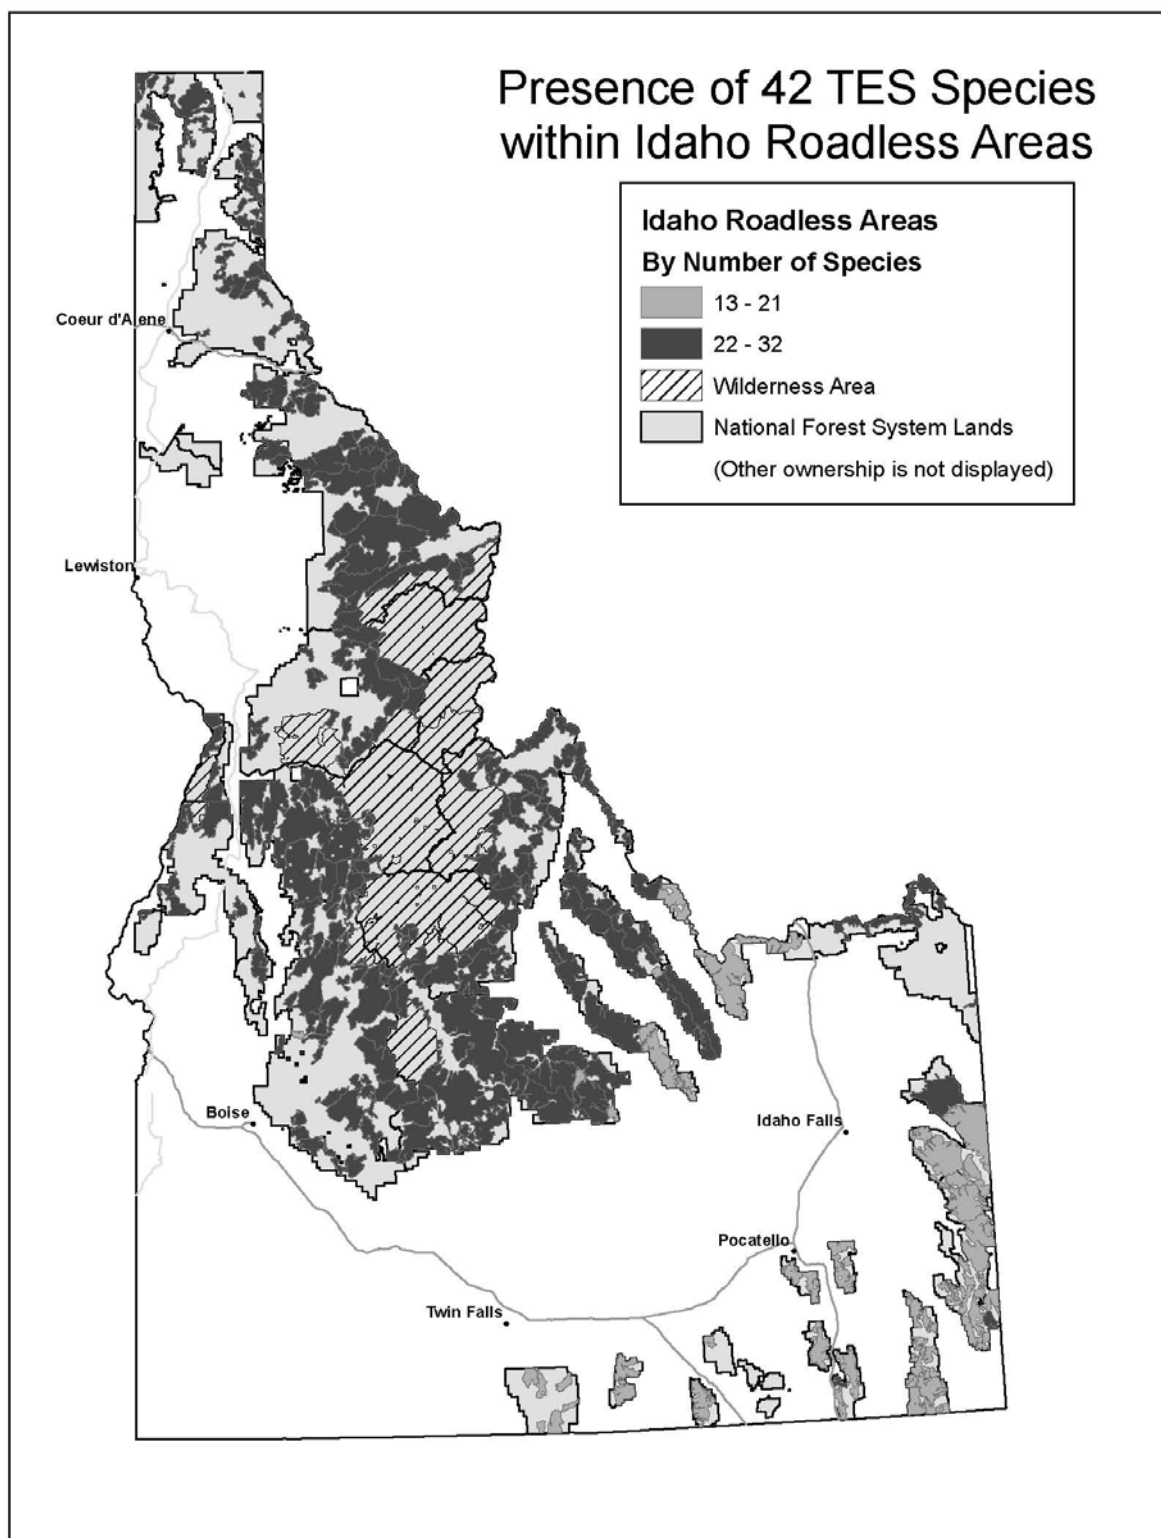 Presence of 42 TES Species
within Idaho Roadless Areas
Idaho Roadless Areas
By Number of Species
13 - 21
22 - 32
Wilderness Area
National Forest System Lands
(Other ownership is not displayed)
Coeur d'Alene
Lewiston
Boise
Idaho Falls
Pocatello
Twin Falls